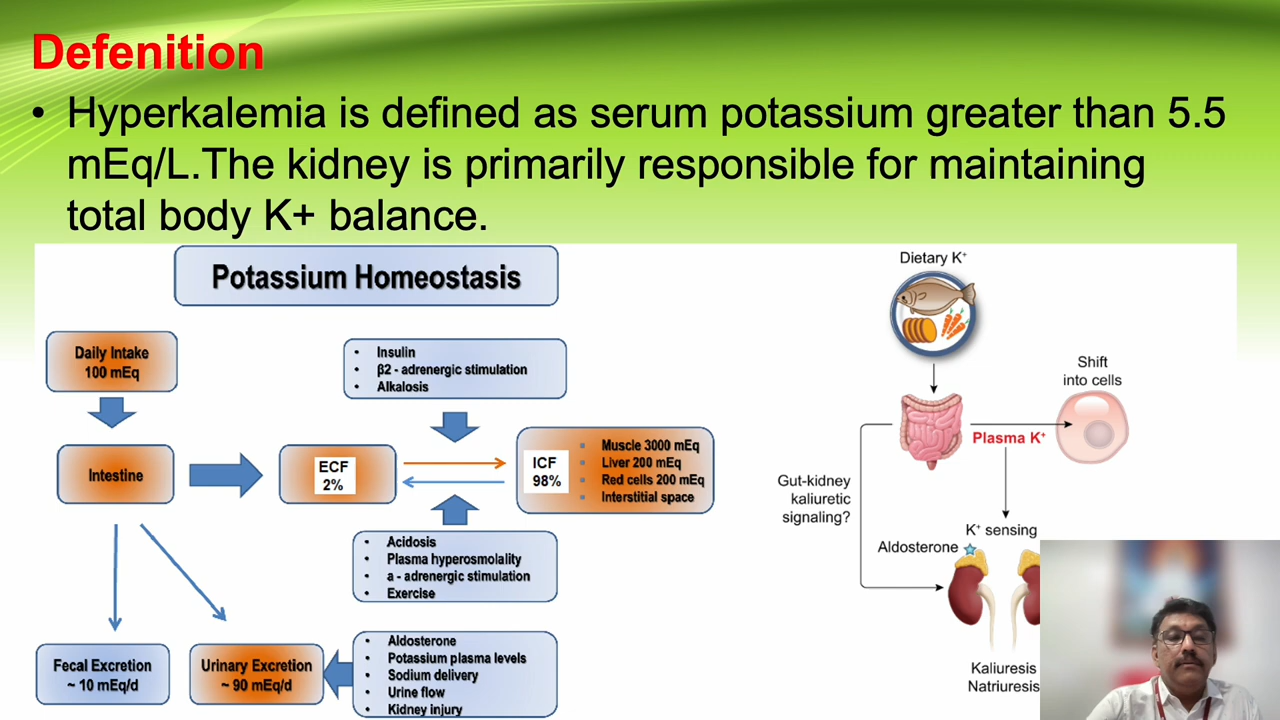 Defenition
• Hyperkalemia is defined as serum potassium greater than 5.5
mEq/L.The kidney is primarily responsible for maintaining
total body K+ balance.
Potassium Homeostasis
Daily Intake
100 mEq
• Insulin
• β2 - adrenergic stimulation
• Alkalosis
Intestine
ECF
2%
ICF
98%
▪ Muscle 3000 mEq
▪ Liver 200 mEq
▪ Red cells 200 mEq
▪ Interstitial space
• Acidosis
• Plasma hyperosmolality
• a - adrenergic stimulation
• Exercise
Fecal Excretion
~ 10 mEq/d
Urinary Excretion
~ 90 mEq/d
• Aldosterone
• Potassium plasma levels
• Sodium delivery
• Urine flow
• Kidney injury
Dietary K⁺
Shift
into cells
Plasma K⁺
Gut-kidney
kaliuretic
signaling?
K⁺ sensing
Aldosterone
Kaliuresis
Natriuresis